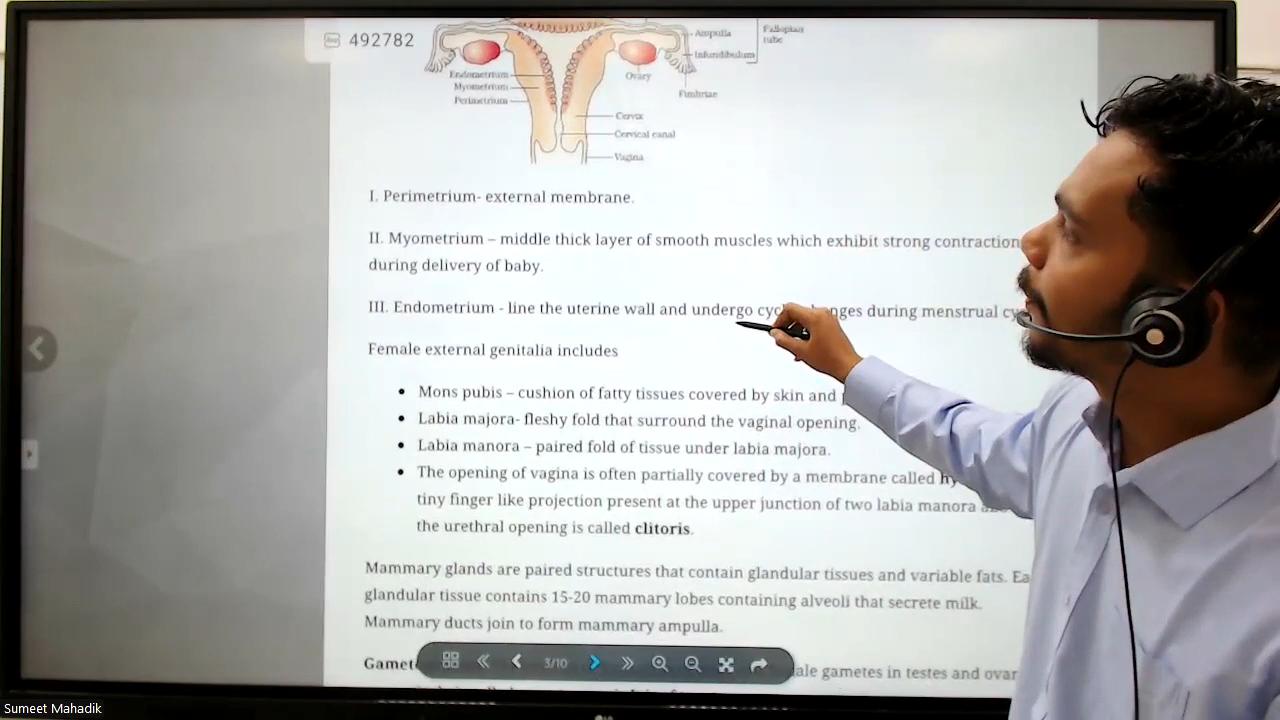 492782
Ampulla
Fallopian
tube
Infundibulum
Endometrium
Ovary
Myometrium
Fimbriae
Perimetrium
Cervix
Cervical canal
Vagina
I. Perimetrium- external membrane.
II. Myometrium – middle thick layer of smooth muscles which exhibit strong contraction
during delivery of baby.
III. Endometrium - line the uterine wall and undergo during menstrual
Female external genitalia includes
• Mons pubis – cushion of fatty tissues covered by skin and
• Labia majora- fleshy fold that surround the vaginal opening.
• Labia manora – paired fold of tissue under labia majora.
• The opening of vagina is often partially covered by a membrane called
tiny finger like projection present at the upper junction of two labia manora
the urethral opening is called clitoris.
Mammary glands are paired structures that contain glandular tissues and variable fats.
glandular tissue contains 15-20 mammary lobes containing alveoli that secrete milk.
Mammary ducts join to form mammary ampulla.
3/10
gametes in testes and
Sumeet Mahadik
LG